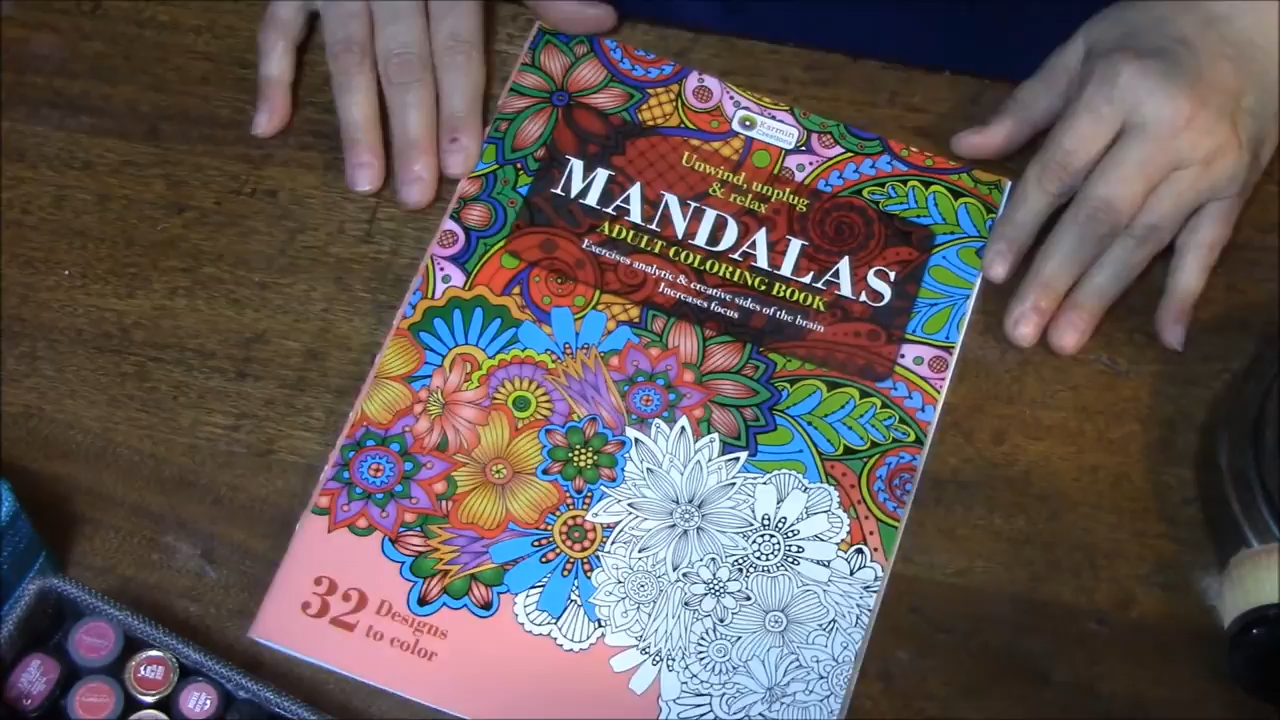 Karmin
Creations
Unwind, unplug
& relax
MANDALAS
ADULT COLORING BOOK
Exercises analytic & creative sides of the brain
Increases focus
32
Designs
to color